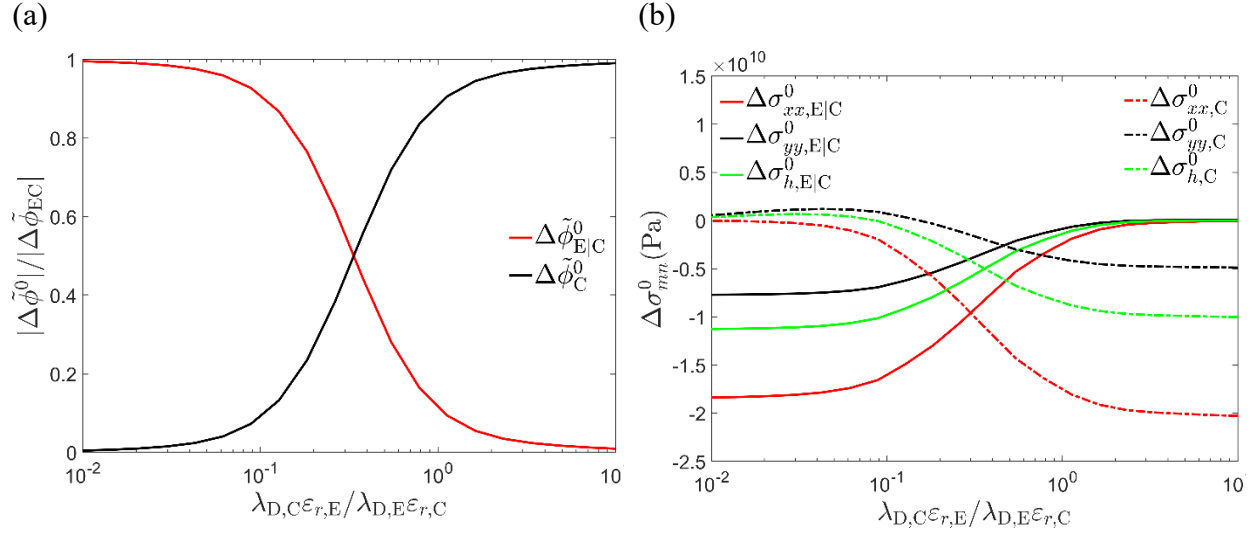 (a)
(b)
|Δφ̃⁰|/|Δφ̃_EC|
1
0.8
0.6
0.4
0.2
0
10⁻² 10⁻¹ 10⁰ 10
λ_D,C ε_r,E / λ_D,E ε_r,C
Δφ̃⁰_E|C
Δφ̃⁰_C
×10¹⁰
Δσ⁰_mn (Pa)
1.5
1
0.5
0
-0.5
-1
-1.5
-2
-2.5
10⁻² 10⁻¹ 10⁰ 10
λ_D,C ε_r,E / λ_D,E ε_r,C
Δσ⁰_xx,E|C
Δσ⁰_yy,E|C
Δσ⁰_h,E|C
Δσ⁰_xx,C
Δσ⁰_yy,C
Δσ⁰_h,C